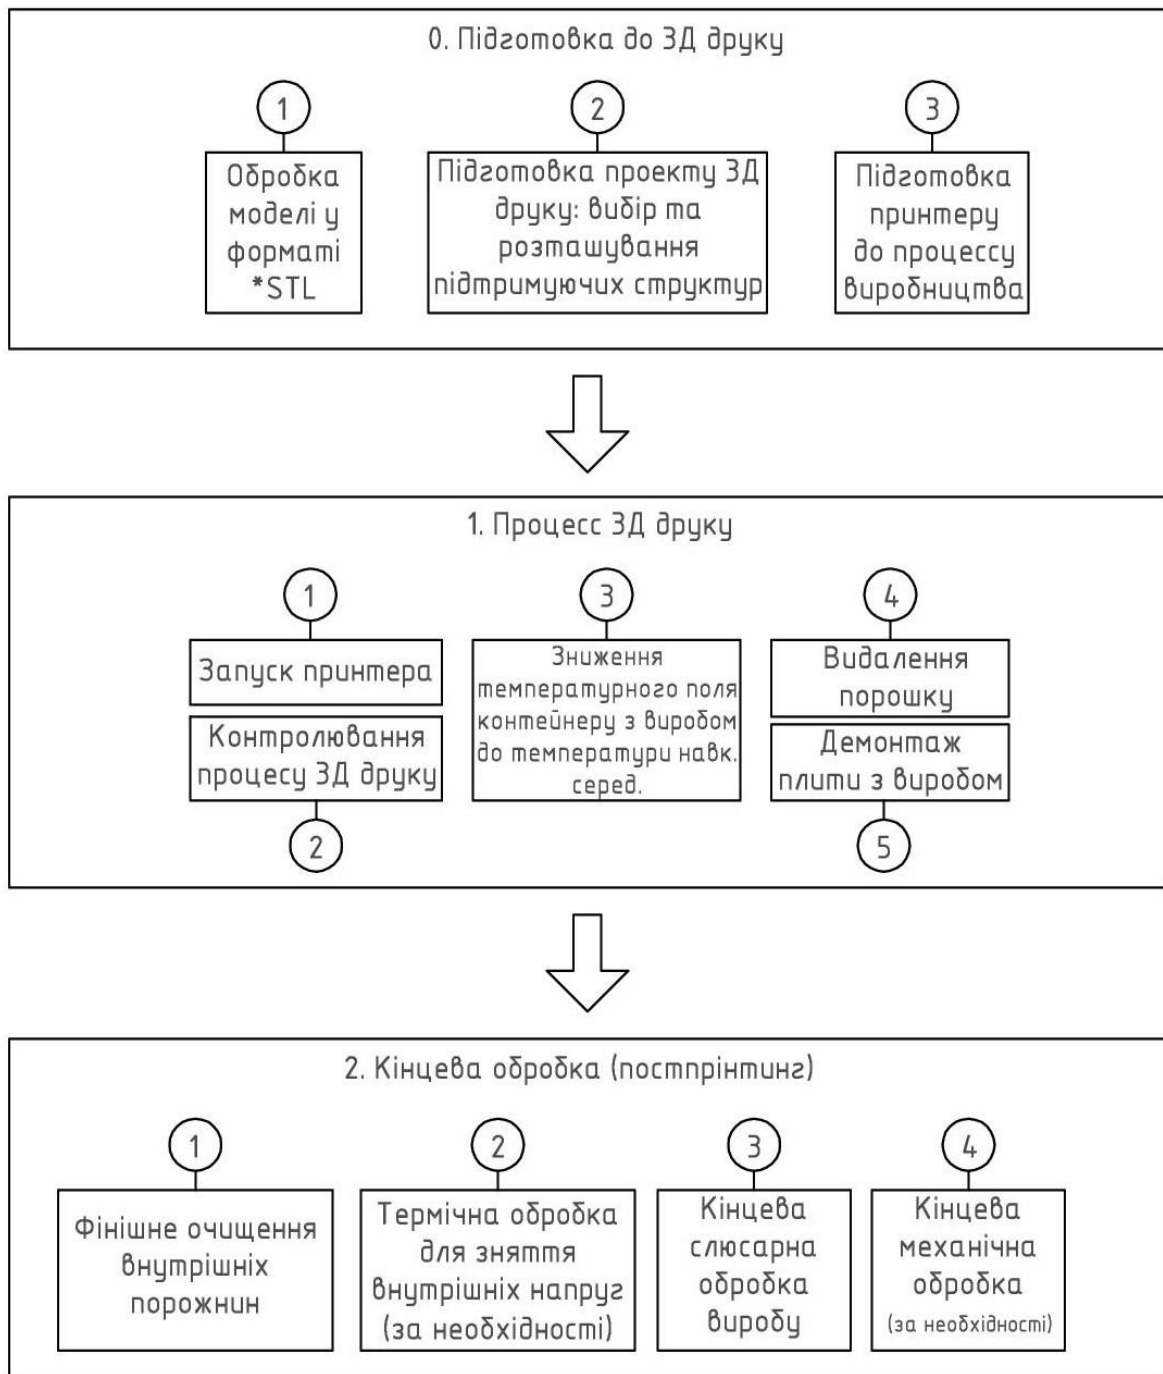 0. Підготовка до 3Д друку
1
Обробка
моделі у
форматі
*STL
2
Підготовка проекту 3Д
друку: вибір та
розташування
підтримуючих структур
3
Підготовка
принтеру
до процессу
виробництва
1. Процесс 3Д друку
1
Запуск принтера
Контролювання
процесу 3Д друку
2
3
Зниження
температурного поля
контейнеру з виробом
до температури навк.
серед.
4
Видалення
порошку
Демонтаж
плити з виробом
5
2. Кінцева обробка (постпрінтинг)
1
Фінішне очищення
внутрішніх
порожнин
2
Термічна обробка
для зняття
внутрішніх напруг
(за необхідності)
3
Кінцева
слюсарна
обробка
виробу
4
Кінцева
механічна
обробка
(за необхідності)